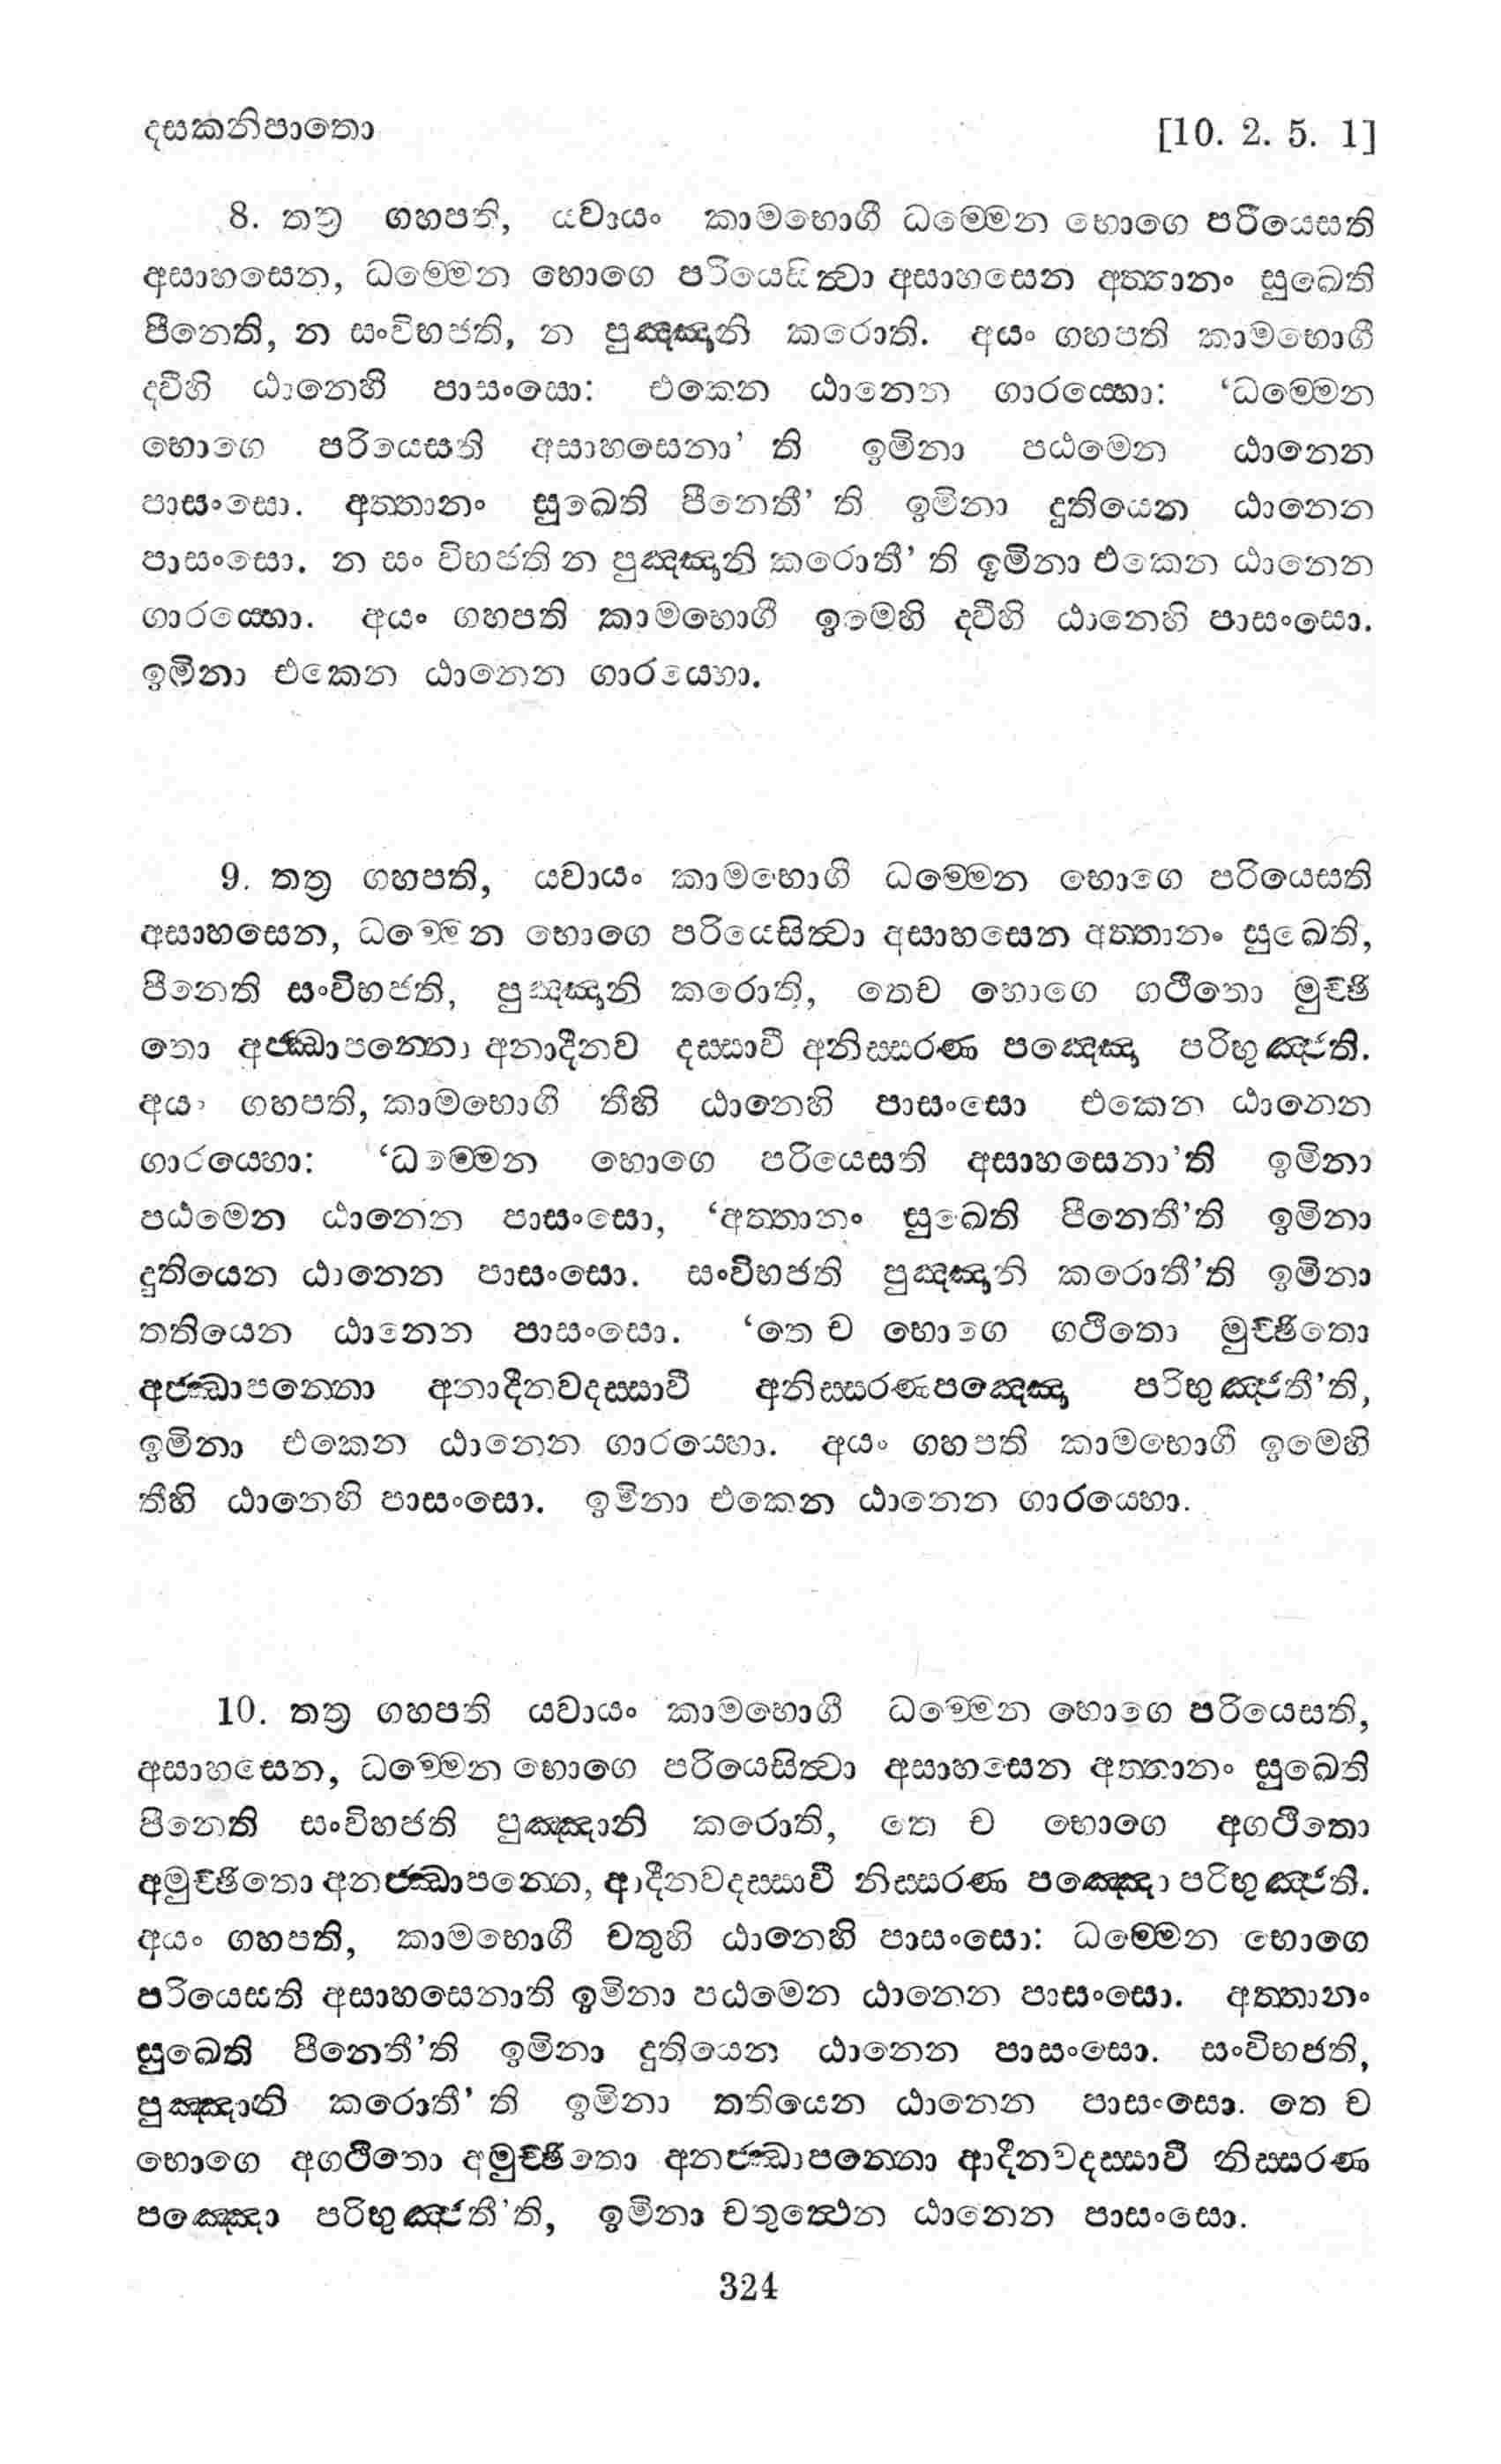 දසකනිපාතො [10. 2. 5. 1]
8. තත්‍ර ගහපති, යවායං කාමභොගී ධම්මෙන භොගෙ පරියෙසති
අසාහසෙන, ධම්මෙන භොගෙ පරියෙසිත්‍වා අසාහසෙන අත්තානං සුඛෙති
පීනෙති, න සංවිභජති, න පුඤ්ඤානි කරොති. අයං ගහපති කාමභොගී
ද්වීහි ඨානෙහි පාසංසො: එකෙන ඨානෙන ගාරය්හො: ‘ධම්මෙන
භොගෙ පරියෙසති අසාහසෙනා’ ති ඉමිනා පඨමෙන ඨානෙන
පාසංසො. අත්තානං සුඛෙති පීනෙතී’ ති ඉමිනා දුතියෙන ඨානෙන
පාසංසො. න සං විභජති න පුඤ්ඤානි කරොතී’ ති ඉමිනා එකෙන ඨානෙන
ගාරය්හො. අයං ගහපති කාමභොගී ඉමෙහි ද්වීහි ඨානෙහි පාසංසො.
ඉමිනා එකෙන ඨානෙන ගාරයෙහා.
9. තත්‍ර ගහපති, යවායං කාමභොගී ධම්මෙන භොගෙ පරියෙසති
අසාහසෙන, ධම්මෙන භොගෙ පරියෙසිත්‍වා අසාහසෙන අත්තානං සුඛෙති,
පීනෙති සංවිභජති, පුඤ්ඤානි කරොති, තෙච භොගෙ ගථිතො මුච්ඡි
තො අජ්ඣාපන්නො අනාදීනව දස්සාවී අනිස්සරණ පඤ්ඤෙ පරිභුඤ්ජති.
අයං ගහපති, කාමභොගී තීහි ඨානෙහි පාසංසො එකෙන ඨානෙන
ගාරයෙහා: ‘ධම්මෙන භොගෙ පරියෙසති අසාහසෙනා’ති ඉමිනා
පඨමෙන ඨානෙන පාසංසො, ‘අත්තානං සුඛෙති පීනෙතී’ති ඉමිනා
දුතියෙන ඨානෙන පාසංසො. සංවිභජති පුඤ්ඤානි කරොතී’ති ඉමිනා
තතියෙන ඨානෙන පාසංසො. ‘තෙ ච භොගෙ ගථිතො මුච්ඡිතො
අජ්ඣාපන්නො අනාදීනවදස්සාවී අනිස්සරණපඤ්ඤෙ පරිභුඤ්ජතී’ති,
ඉමිනා එකෙන ඨානෙන ගාරයෙහා. අයං ගහපති කාමභොගී ඉමෙහි
තීහි ඨානෙහි පාසංසො. ඉමිනා එකෙන ඨානෙන ගාරයෙහා.
10. තත්‍ර ගහපති යවායං කාමභොගී ධම්මෙන භොගෙ පරියෙසති,
අසාහසෙන, ධම්මෙන භොගෙ පරියෙසිත්‍වා අසාහසෙන අත්තානං සුඛෙති
පීනෙති සංවිභජති පුඤ්ඤානි කරොති, තෙ ච භොගෙ අගථිතො
අමුච්ඡිතො අනජ්ඣාපන්නෙ, ආදීනවදස්සාවී නිස්සරණ පඤ්ඤො පරිභුඤ්ජති.
අයං ගහපති, කාමභොගී චතුහි ඨානෙහි පාසංසො: ධම්මෙන භොගෙ
පරියෙසති අසාහසෙනාති ඉමිනා පඨමෙන ඨානෙන පාසංසො. අත්තානං
සුඛෙති පීනෙතී’ති ඉමිනා දුතියෙන ඨානෙන පාසංසො. සංවිභජති,
පුඤ්ඤානි කරොතී’ ති ඉමිනා තතියෙන ඨානෙන පාසංසො. තෙ ච
භොගෙ අගථිතො අමුච්ඡිතො අනජ්ඣාපන්නො ආදීනවදස්සාවී නිස්සරණ
පඤ්ඤො පරිභුඤ්ජතී’ති, ඉමිනා චතුත්‍ථෙන ඨානෙන පාසංසො.
324